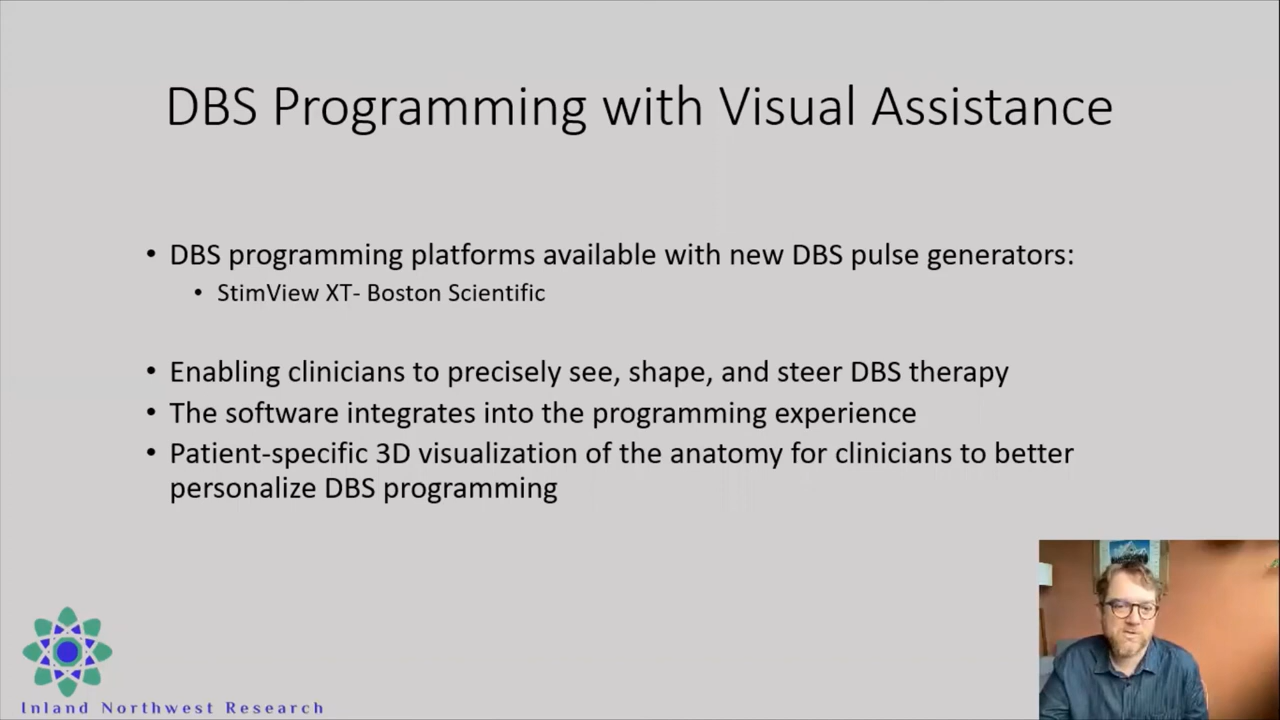 DBS Programming with Visual Assistance
• DBS programming platforms available with new DBS pulse generators:
• StimView XT- Boston Scientific
• Enabling clinicians to precisely see, shape, and steer DBS therapy
• The software integrates into the programming experience
• Patient-specific 3D visualization of the anatomy for clinicians to better
personalize DBS programming
Inland Northwest Research